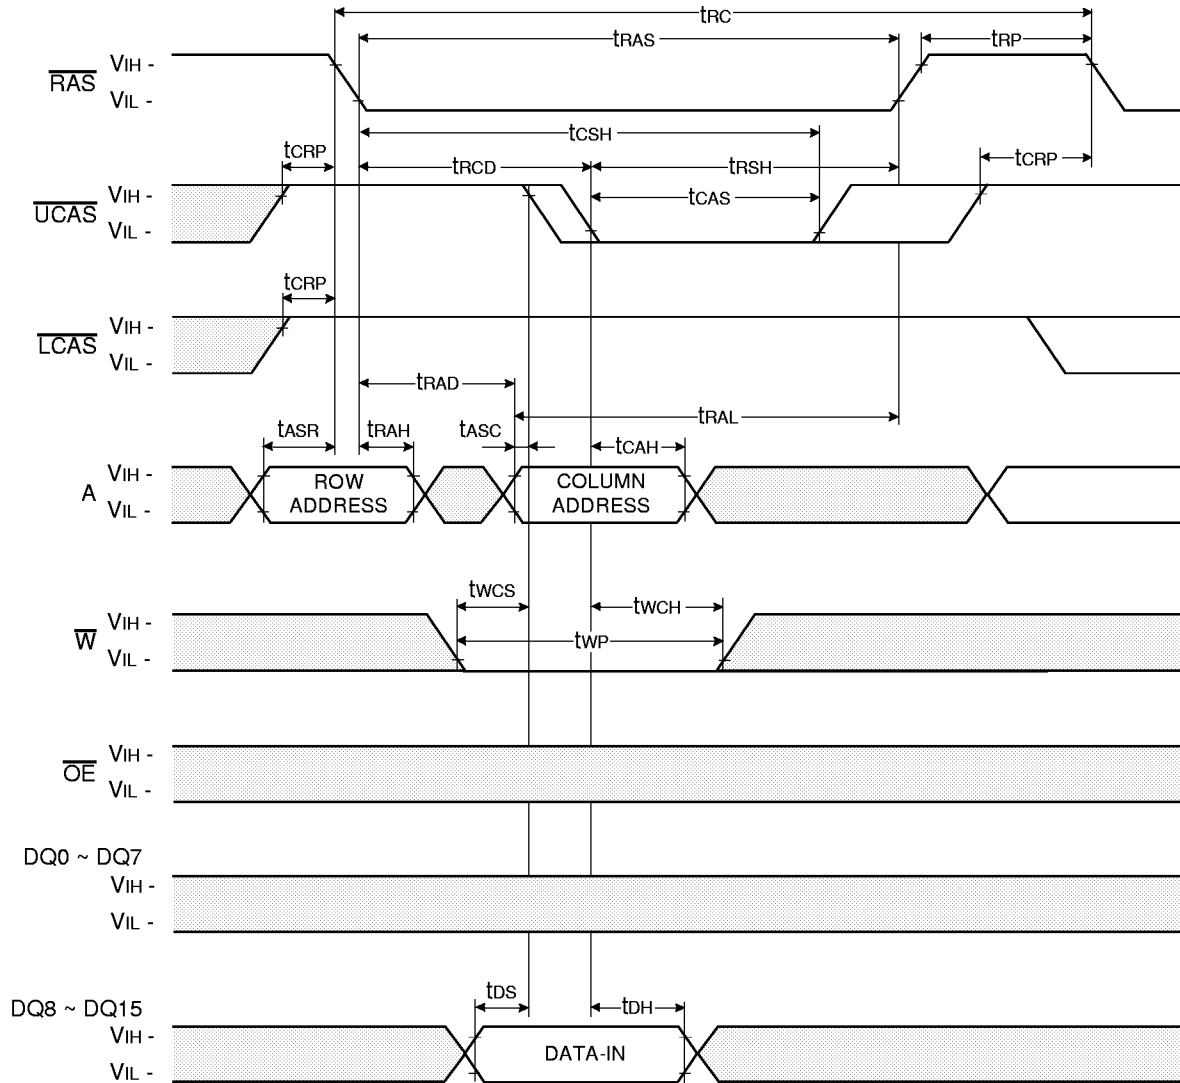 tRC
tRAS
tRP
RAS
VIH -
VIL -
tCSH
tCRP
tRCD
tRSH
tCRP
UCAS
VIH -
VIL -
tCAS
tCRP
LCAS
VIH -
VIL -
tRAD
tRAL
tASR
tRAH
tASC
tCAH
A
VIH -
VIL -
ROW
ADDRESS
COLUMN
ADDRESS
tWCS
tWCH
W
VIH -
VIL -
tWP
OE
VIH -
VIL -
DQ0 ~ DQ7
VIH -
VIL -
tDS
tDH
DQ8 ~ DQ15
VIH -
VIL -
DATA-IN